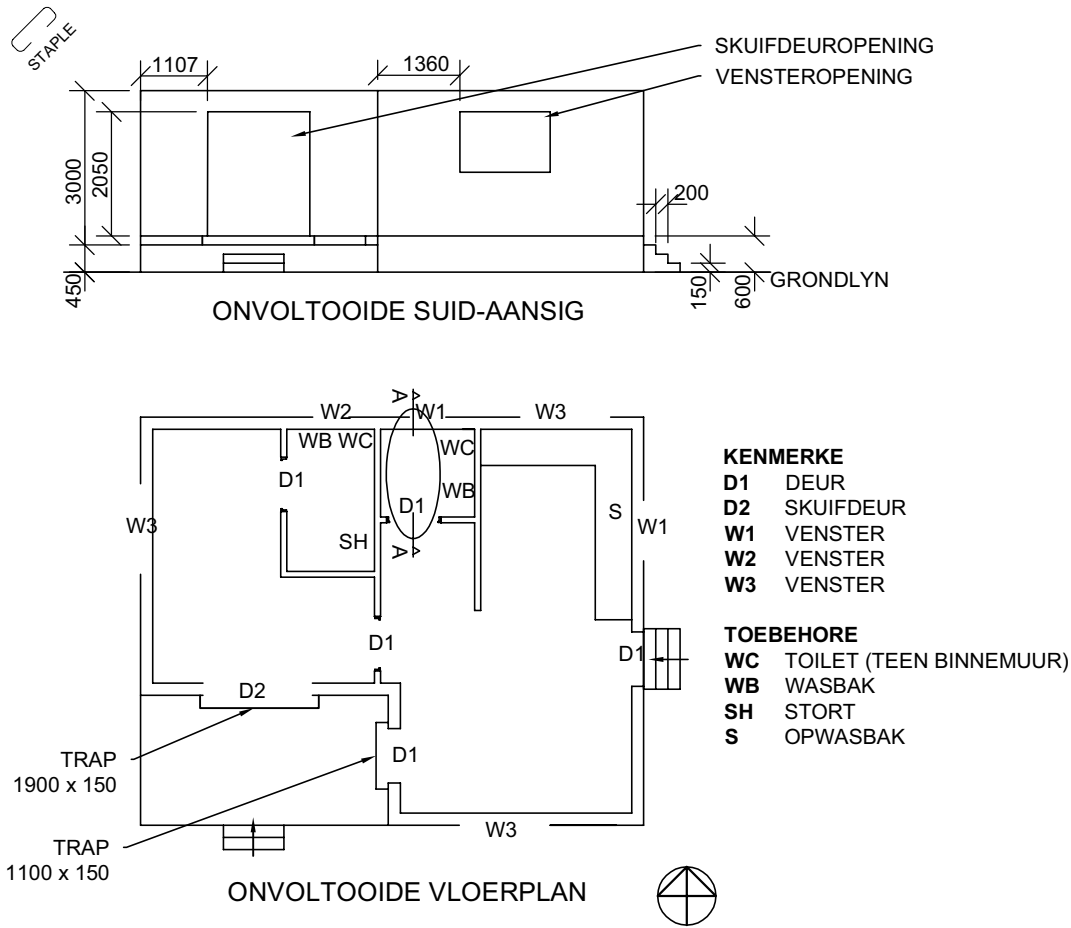 STAPLE
1107
1360
SKUIFDEUROPENING
VENSTEROPENING
3000
2050
200
450
150
600
GRONDLYN
ONVOLTOOIDE SUID-AANSIG
A
W2
W1
W3
WB WC
WC
D1
D1
WB
W3
S
W1
SH
A
D1
D1
D2
D1
TRAP
1900 x 150
TRAP
1100 x 150
W3
ONVOLTOOIDE VLOERPLAN
KENMERKE
D1 DEUR
D2 SKUIFDEUR
W1 VENSTER
W2 VENSTER
W3 VENSTER
TOEBEHORE
WC TOILET (TEEN BINNEMUUR)
WB WASBAK
SH STORT
S OPWASBAK